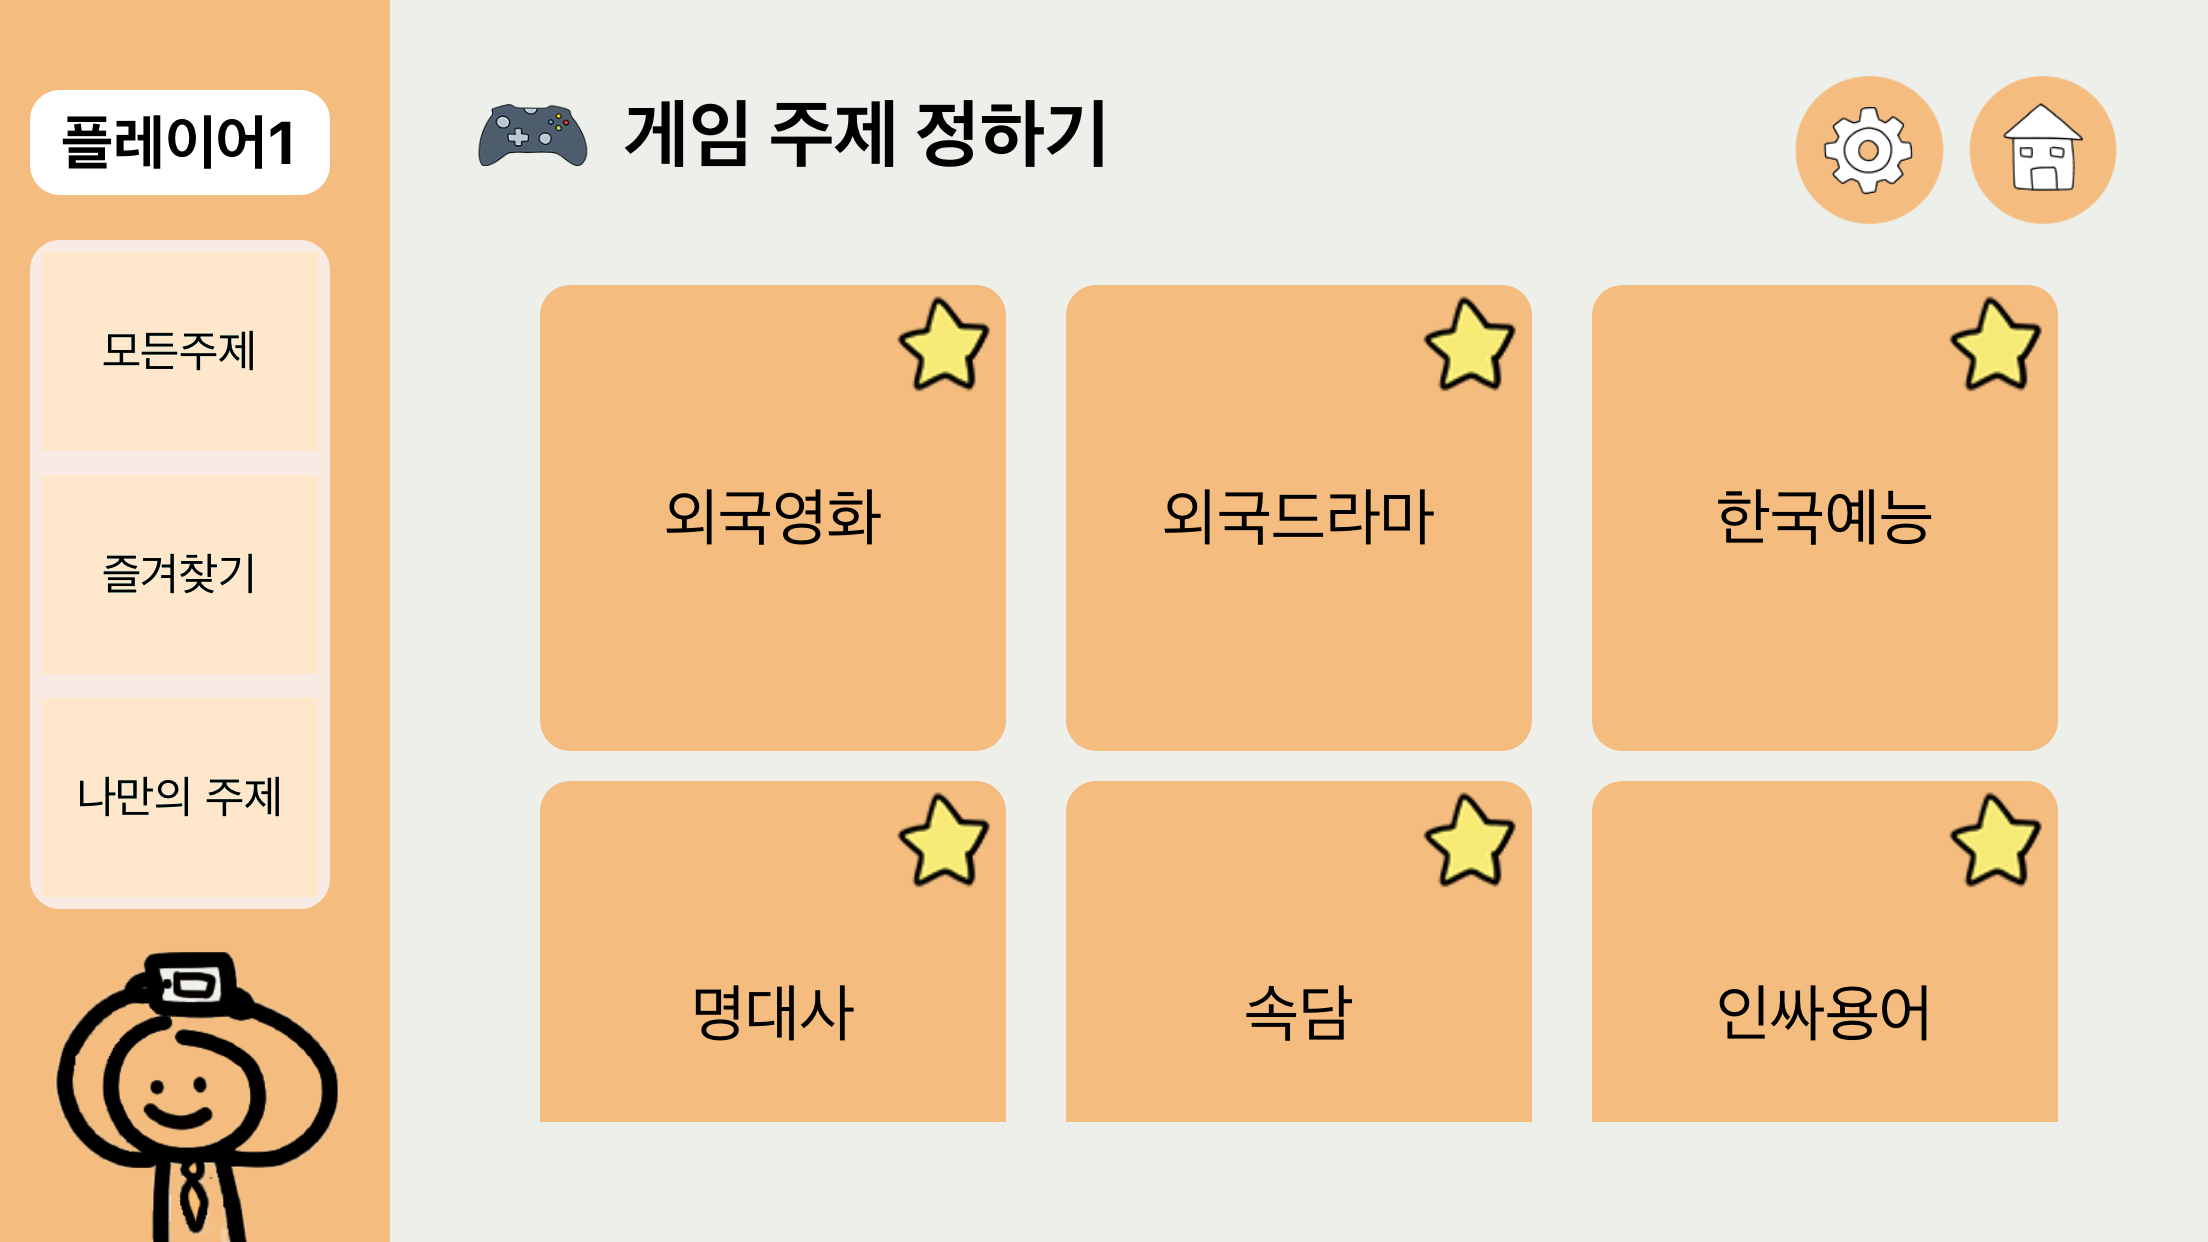 플레이어1
모든주제
즐겨찾기
나만의 주제
게임 주제 정하기
외국영화
외국드라마
한국예능
명대사
속담
인싸용어